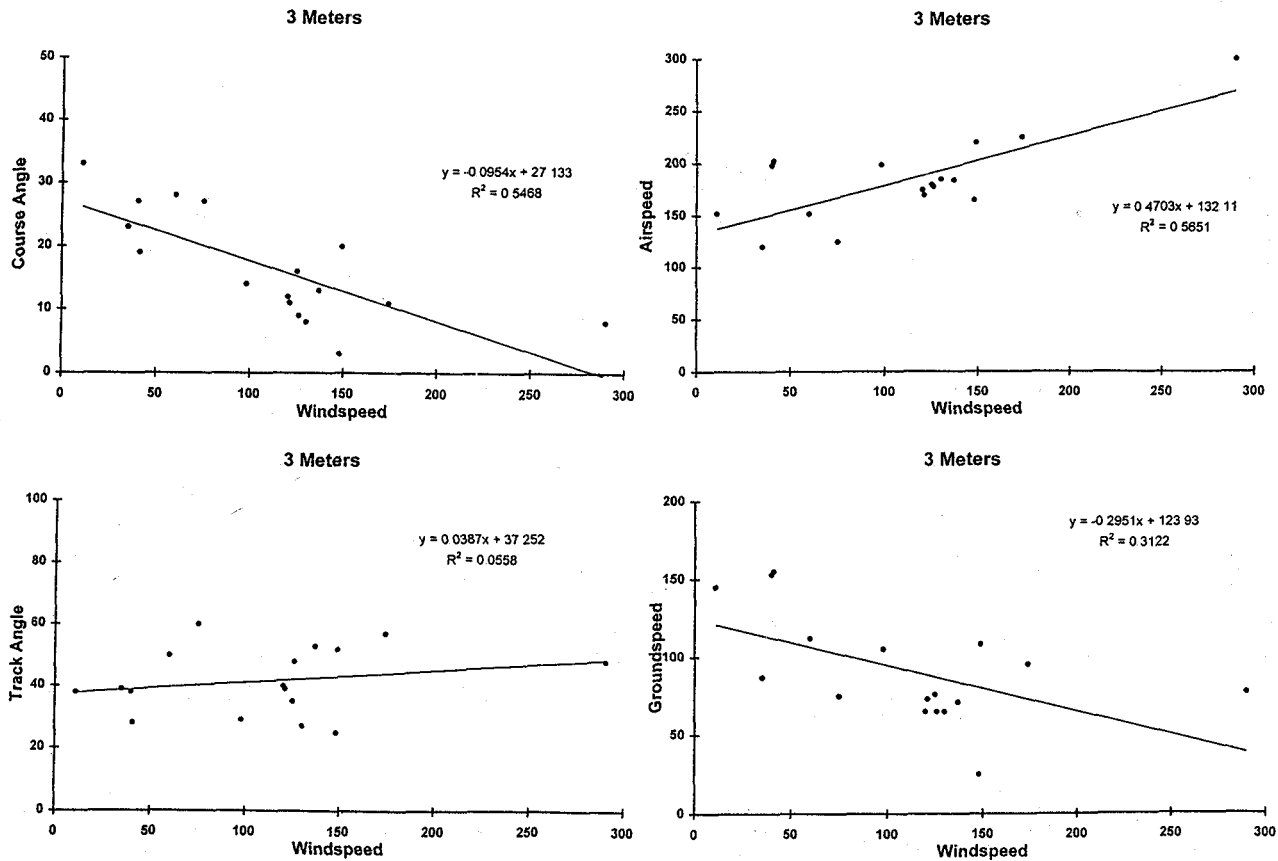 3 Meters
50
40
30
20
10
0
Course Angle
y = -0 0954x + 27 133
R² = 0 5468
0 50 100 150 200 250 300
Windspeed
3 Meters
300
250
200
150
100
50
0
Airspeed
y = 0 4703x + 132 11
R² = 0 5651
0 50 100 150 200 250 300
Windspeed
3 Meters
100
80
60
40
20
0
Track Angle
y = 0 0387x + 37 252
R² = 0 0558
0 50 100 150 200 250 300
Windspeed
3 Meters
200
150
100
50
0
Groundspeed
y = -0 2951x + 123 93
R² = 0.3122
0 50 100 150 200 250 300
Windspeed